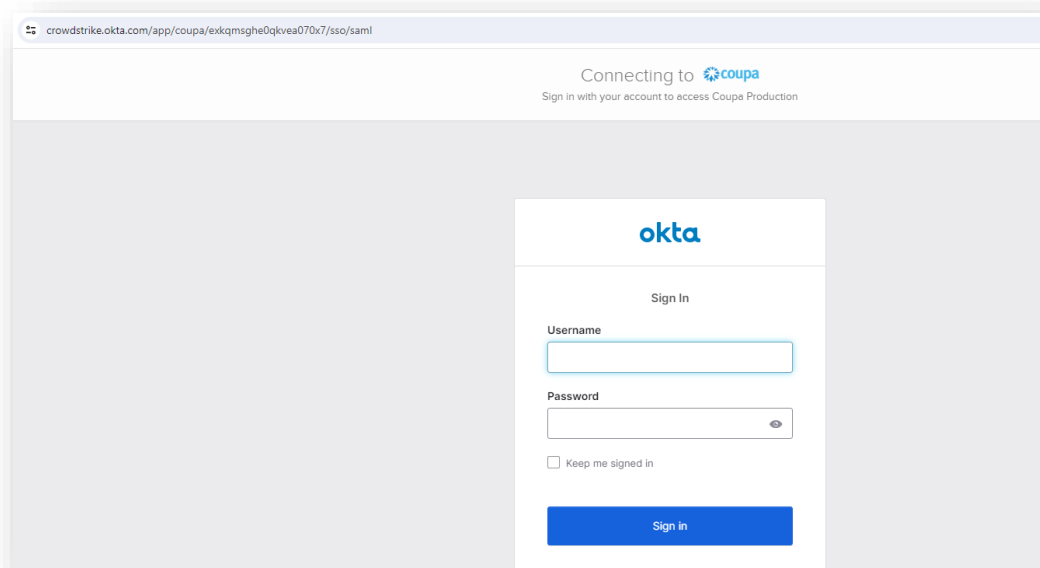 crowdstrike.okta.com/app/coupa/exkqmsghe0qkvea070x7/sso/saml
Connecting to coupa
Sign in with your account to access Coupa Production
okta
Sign In
Username
Password
Keep me signed in
Sign in